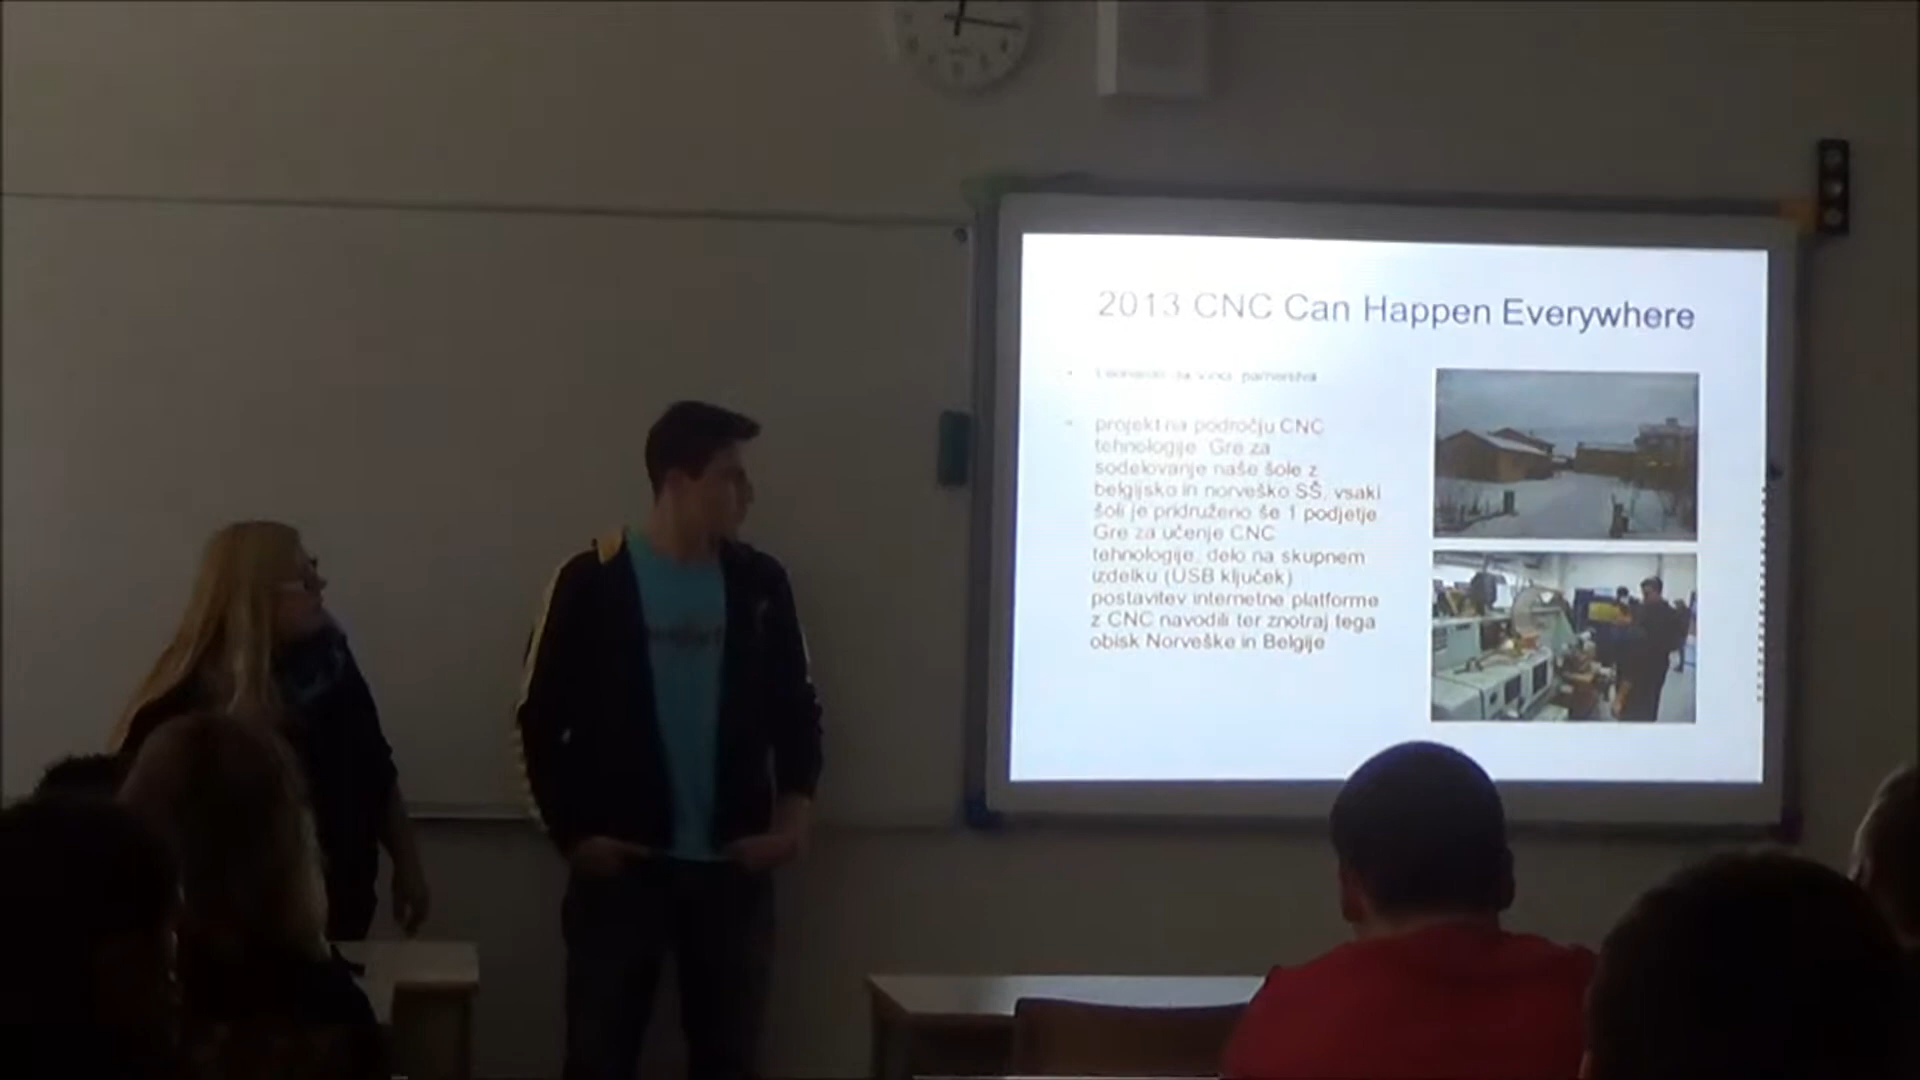 2013 CNC Can Happen Everywhere
partnerstva
projekt na področju CNC
tehnologije. Gre za
sodelovanje naše šole z
belgijsko in norveško SŠ, vsaki
šoli je pridruženo še 1 podjetje.
Gre za učenje CNC
tehnologije, delo na skupnem
izdelku (USB ključek)
postavitev internetne platforme
z CNC navodili ter znotraj tega
obisk Norveške in Belgije